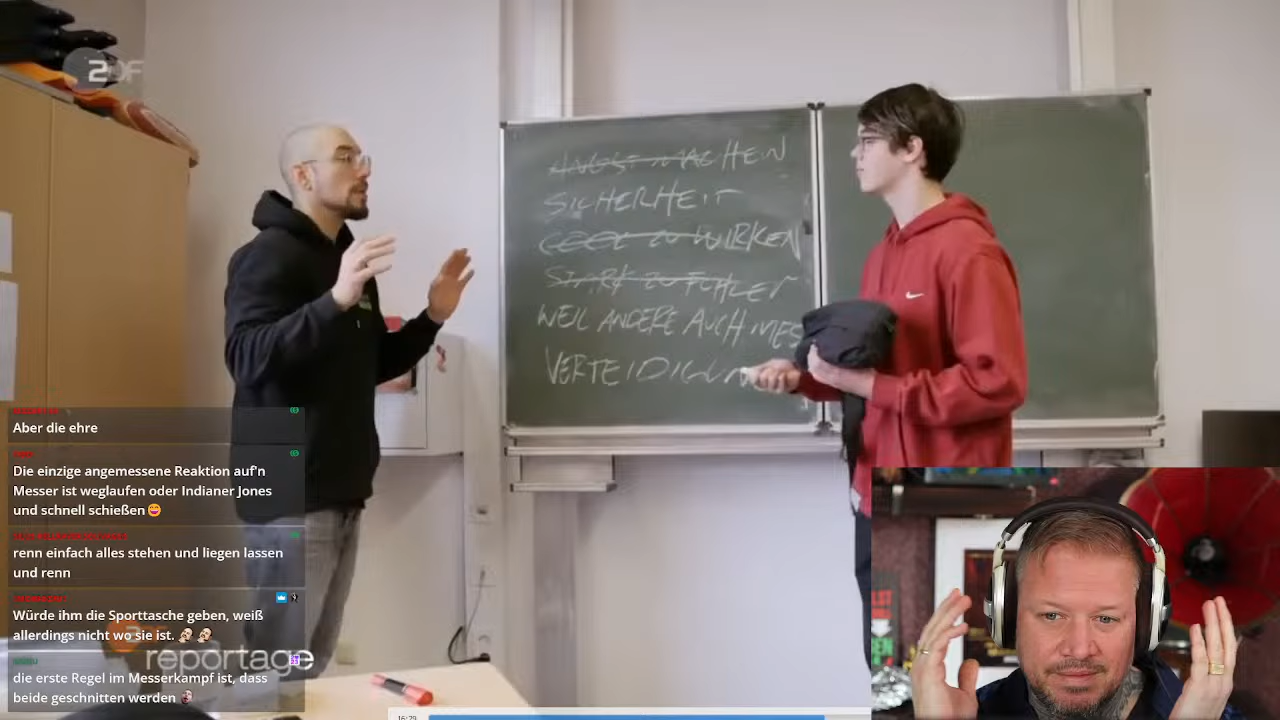 ZDF
ANGST MACHEN
SICHERHEIT
COOL ZU WIRKEN
STARK ZU FÜHLEN
WEIL ANDERE AUCH MES
VERTEIDIGUN
Aber die ehre
Die einzige angemessene Reaktion auf'n
Messer ist weglaufen oder Indianer Jones
und schnell schießen
renn einfach alles stehen und liegen lassen
und renn
Würde ihm die Sporttasche geben, weiß
allerdings nicht wo sie ist.
reportage
die erste Regel im Messerkampf ist, dass
beide geschnitten werden
16:29